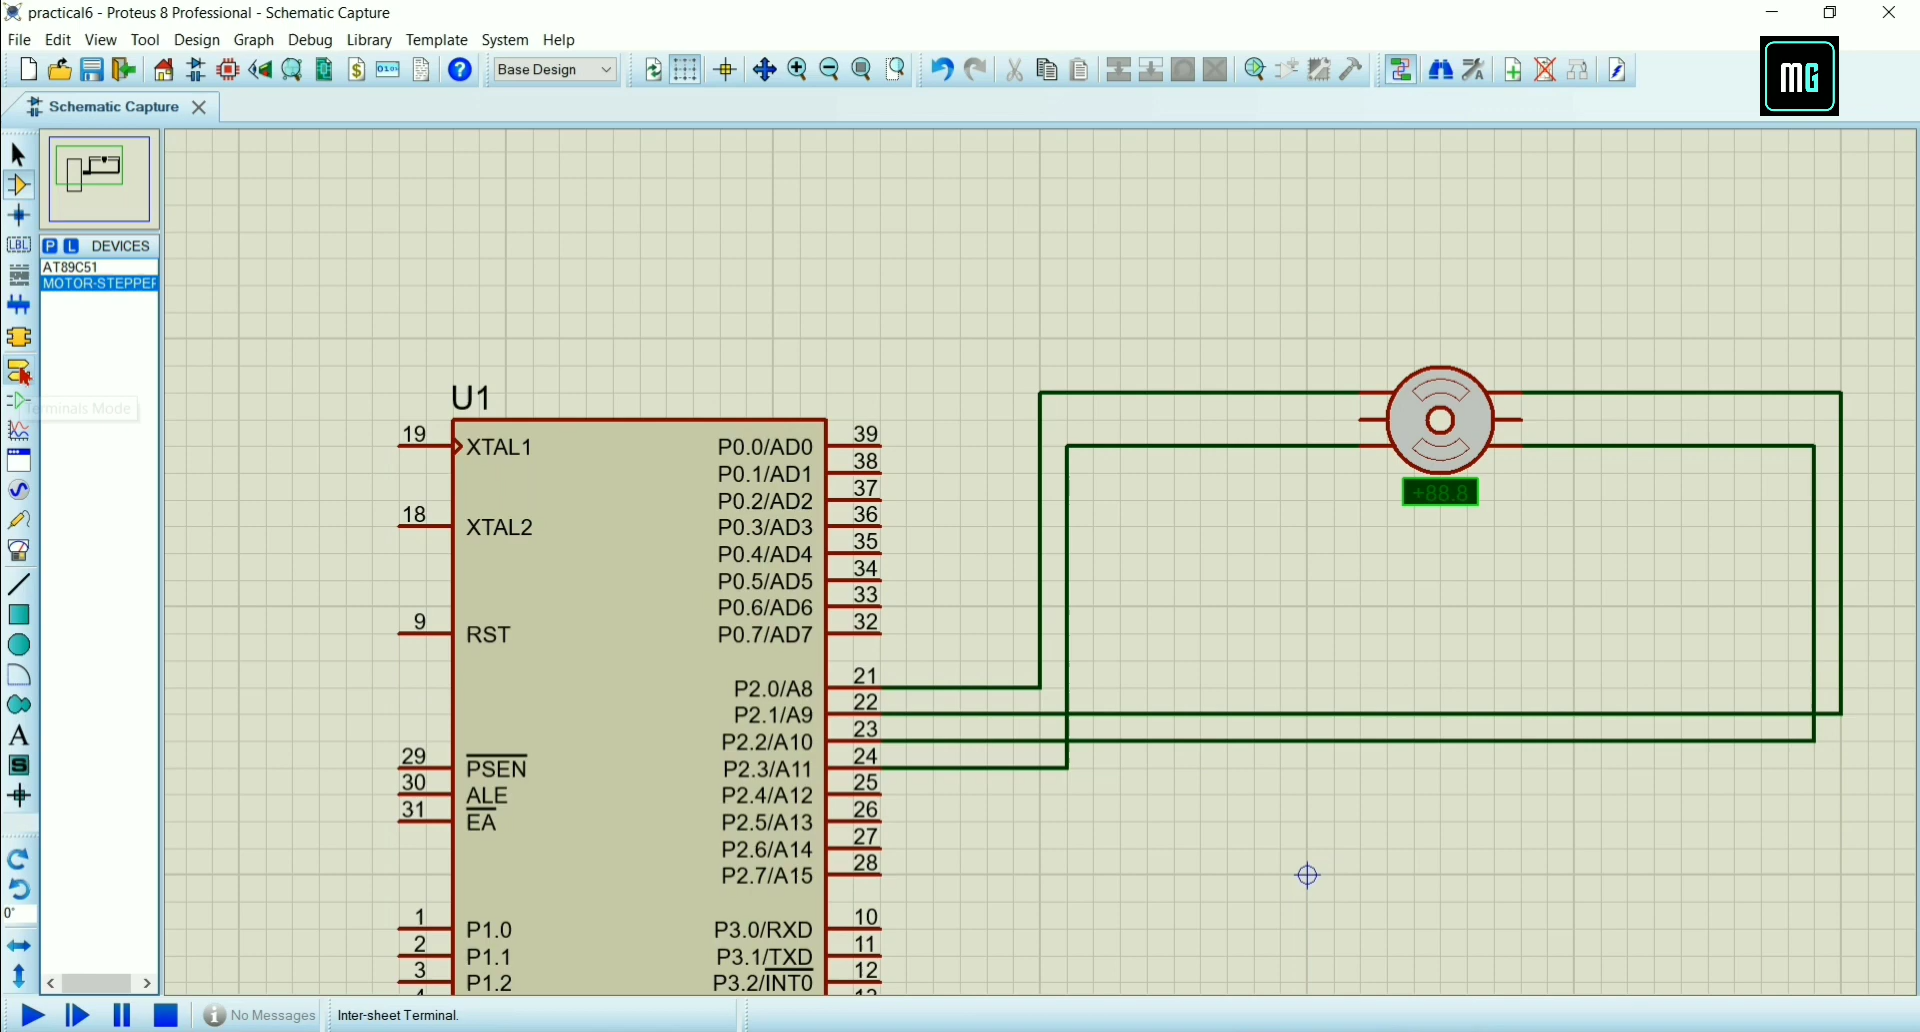 practical6 - Proteus 8 Professional - Schematic Capture
File Edit View Tool Design Graph Debug Library Template System Help
Base Design
MG
Schematic Capture
LBL
P L DEVICES
AT89C51
MOTOR-STEPPER
Terminals Mode
U1
19 XTAL1
18 XTAL2
9 RST
29 PSEN
30 ALE
31 EA
1 P1.0
2 P1.1
3 P1.2
P0.0/AD0 39
P0.1/AD1 38
P0.2/AD2 37
P0.3/AD3 36
P0.4/AD4 35
P0.5/AD5 34
P0.6/AD6 33
P0.7/AD7 32
P2.0/A8 21
P2.1/A9 22
P2.2/A10 23
P2.3/A11 24
P2.4/A12 25
P2.5/A13 26
P2.6/A14 27
P2.7/A15 28
P3.0/RXD 10
P3.1/TXD 11
P3.2/INT0 12
+88.8
A
S
0°
No Messages
Inter-sheet Terminal.